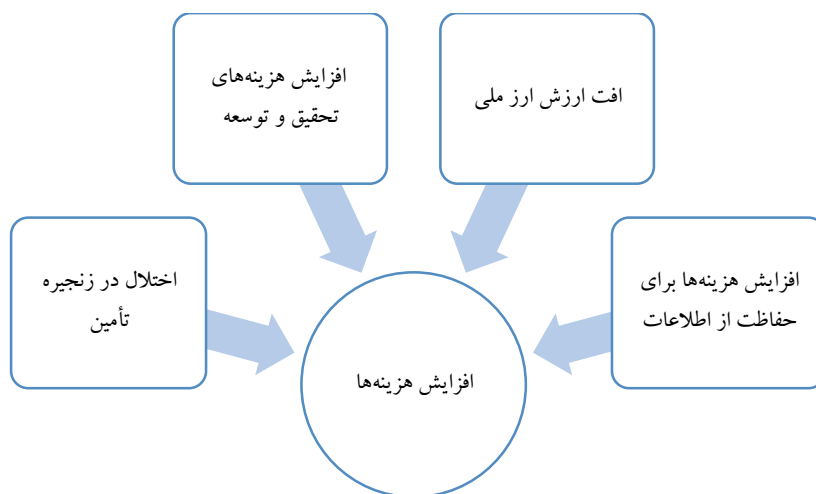 افت ارزش ارز ملی
افزایش هزینه‌های
تحقیق و توسعه
افزایش هزینه‌ها برای
حفاظت از اطلاعات
اختلال در زنجیره
تأمین
افزایش هزینه‌ها